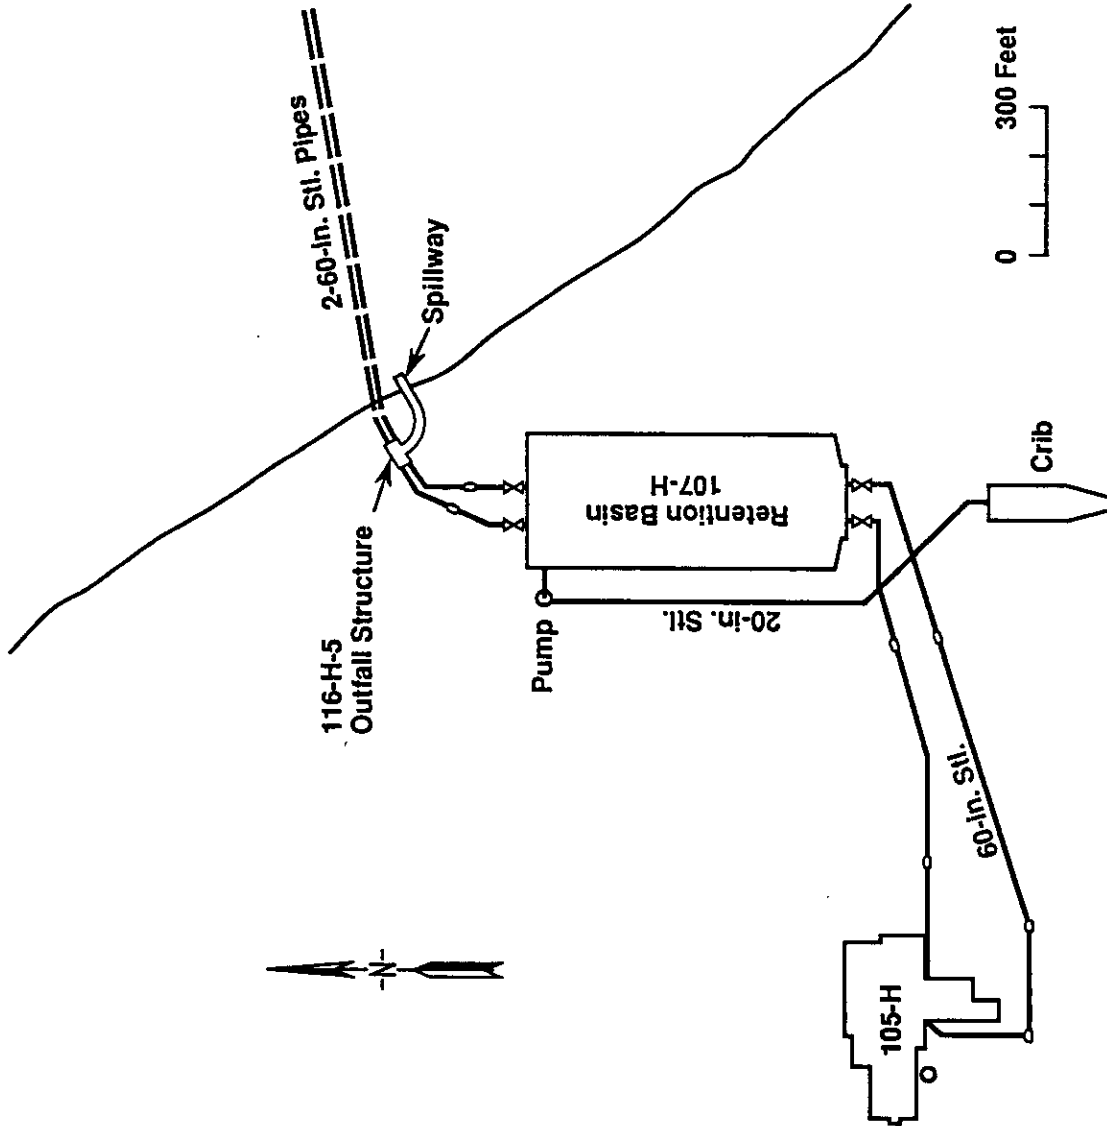 2-60-In. Stl. Pipes
Spillway
116-H-5
Outfall Structure
300 Feet
0
Retention Basin
107-H
Pump
20-in. Stl.
Crib
60-In. Stl.
-N-
105-H